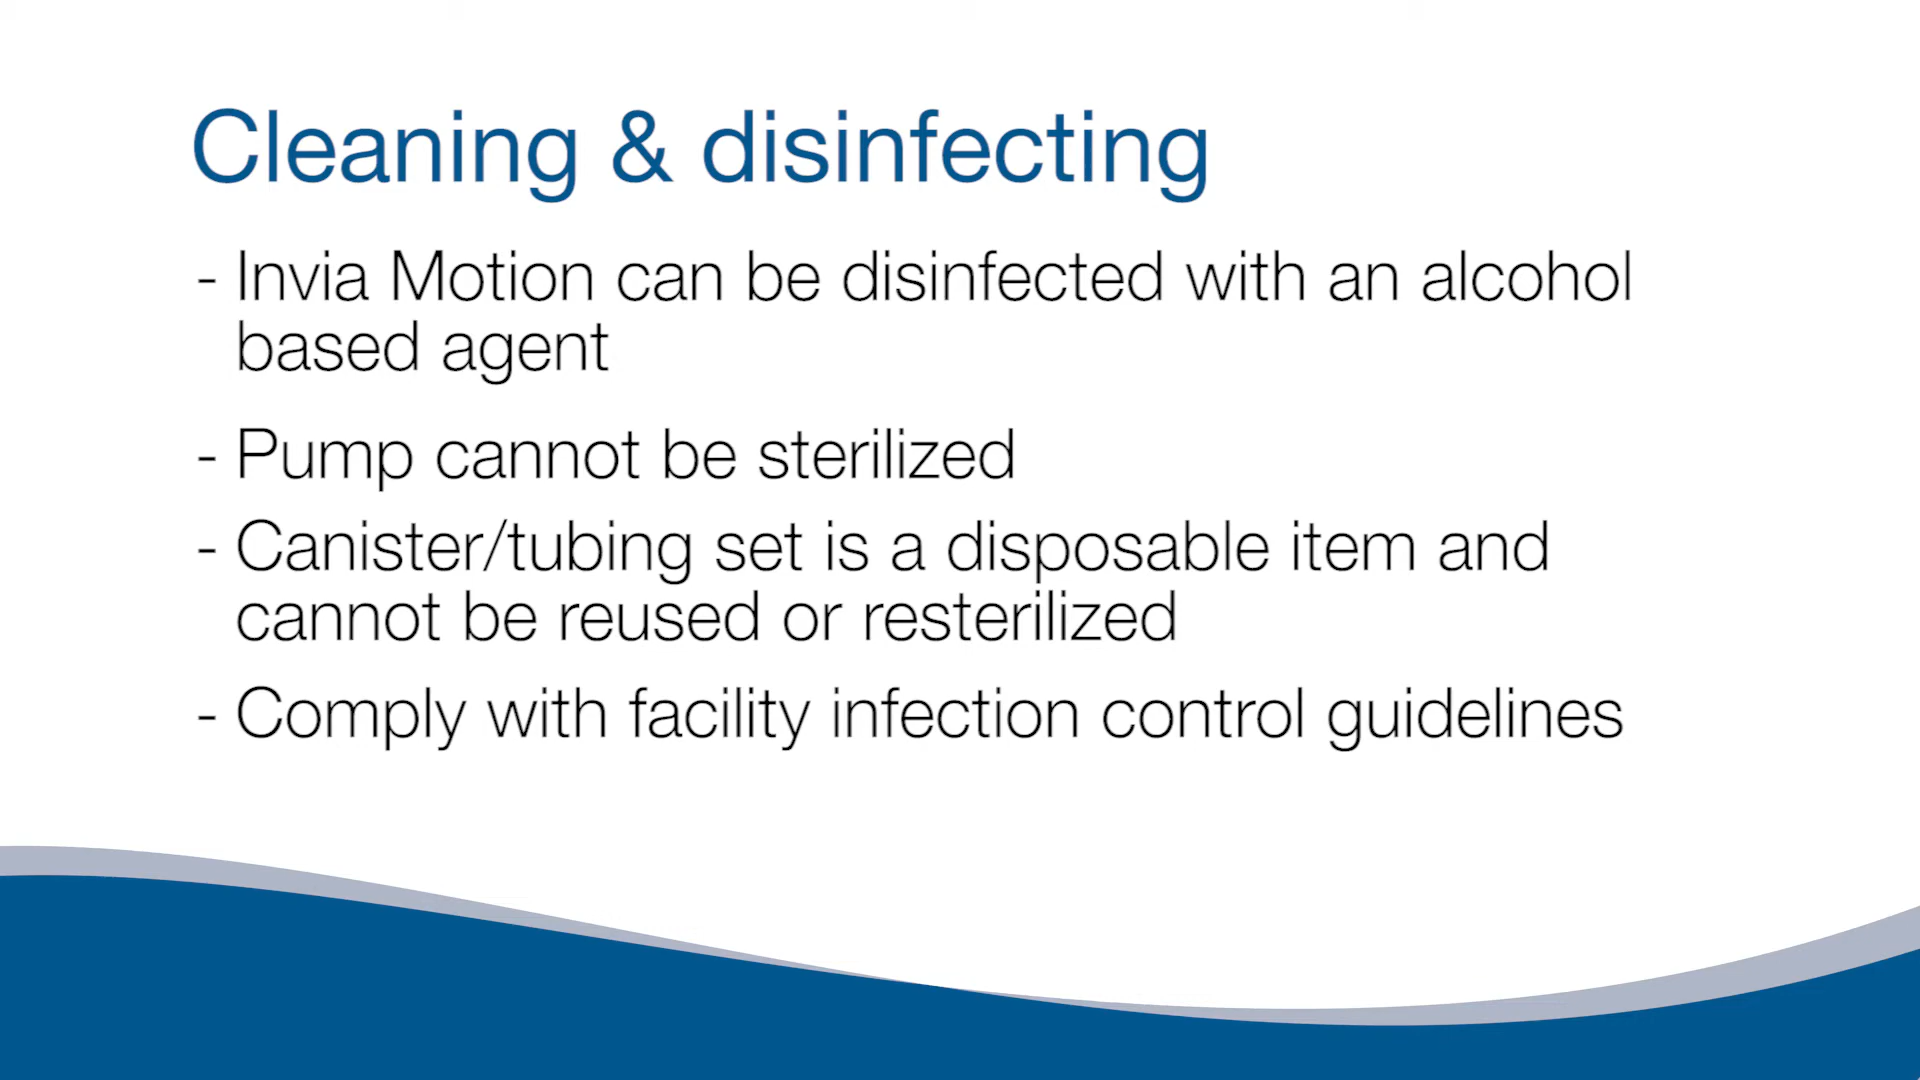 Cleaning & disinfecting
- Invia Motion can be disinfected with an alcohol
based agent
- Pump cannot be sterilized
- Canister/tubing set is a disposable item and
cannot be reused or resterilized
- Comply with facility infection control guidelines